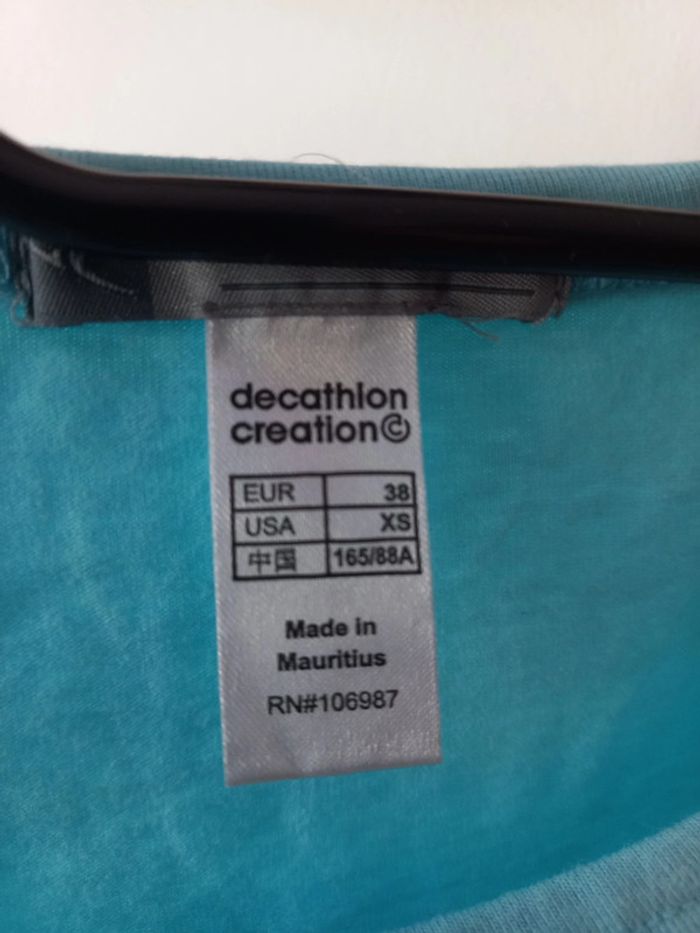 decathlon
creation©
EUR 38
USA XS
中国 165/88A
Made in
Mauritius
RN#106987